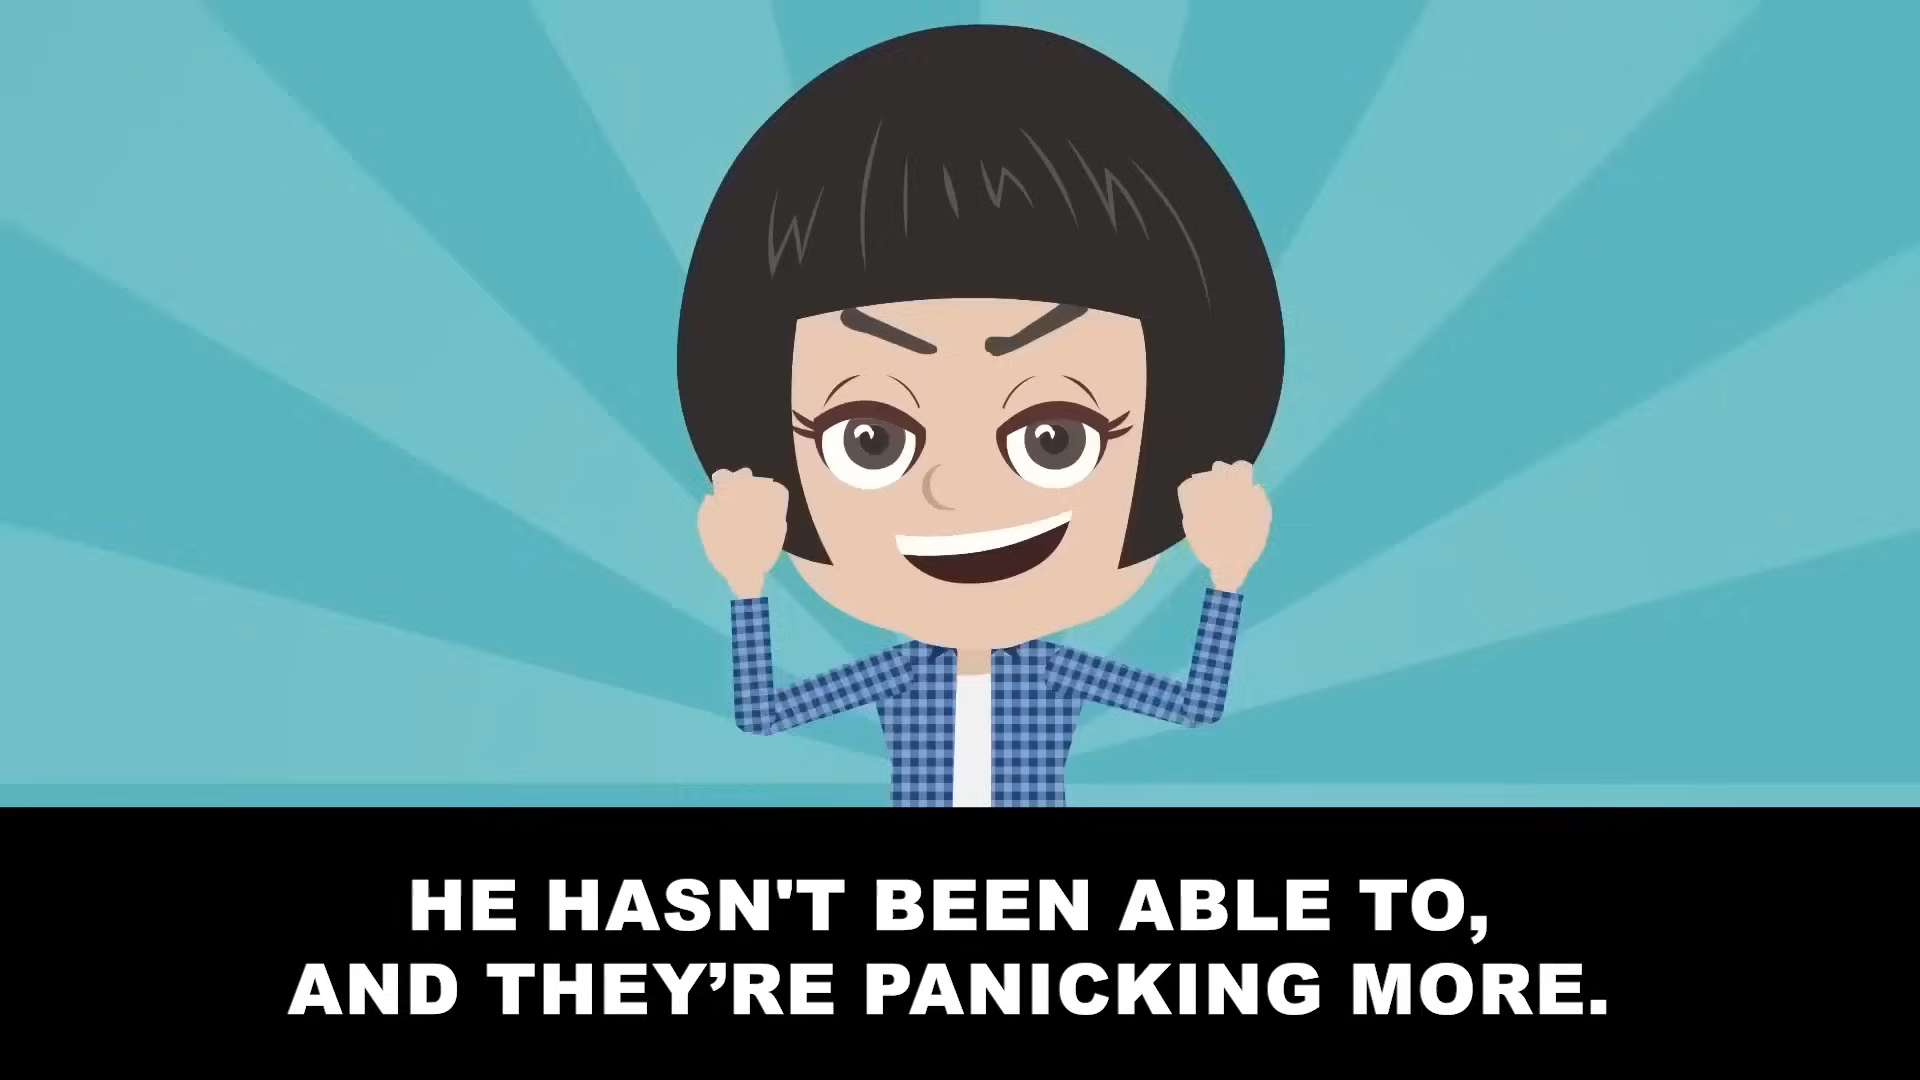 HE HASN'T BEEN ABLE TO,
AND THEY’RE PANICKING MORE.